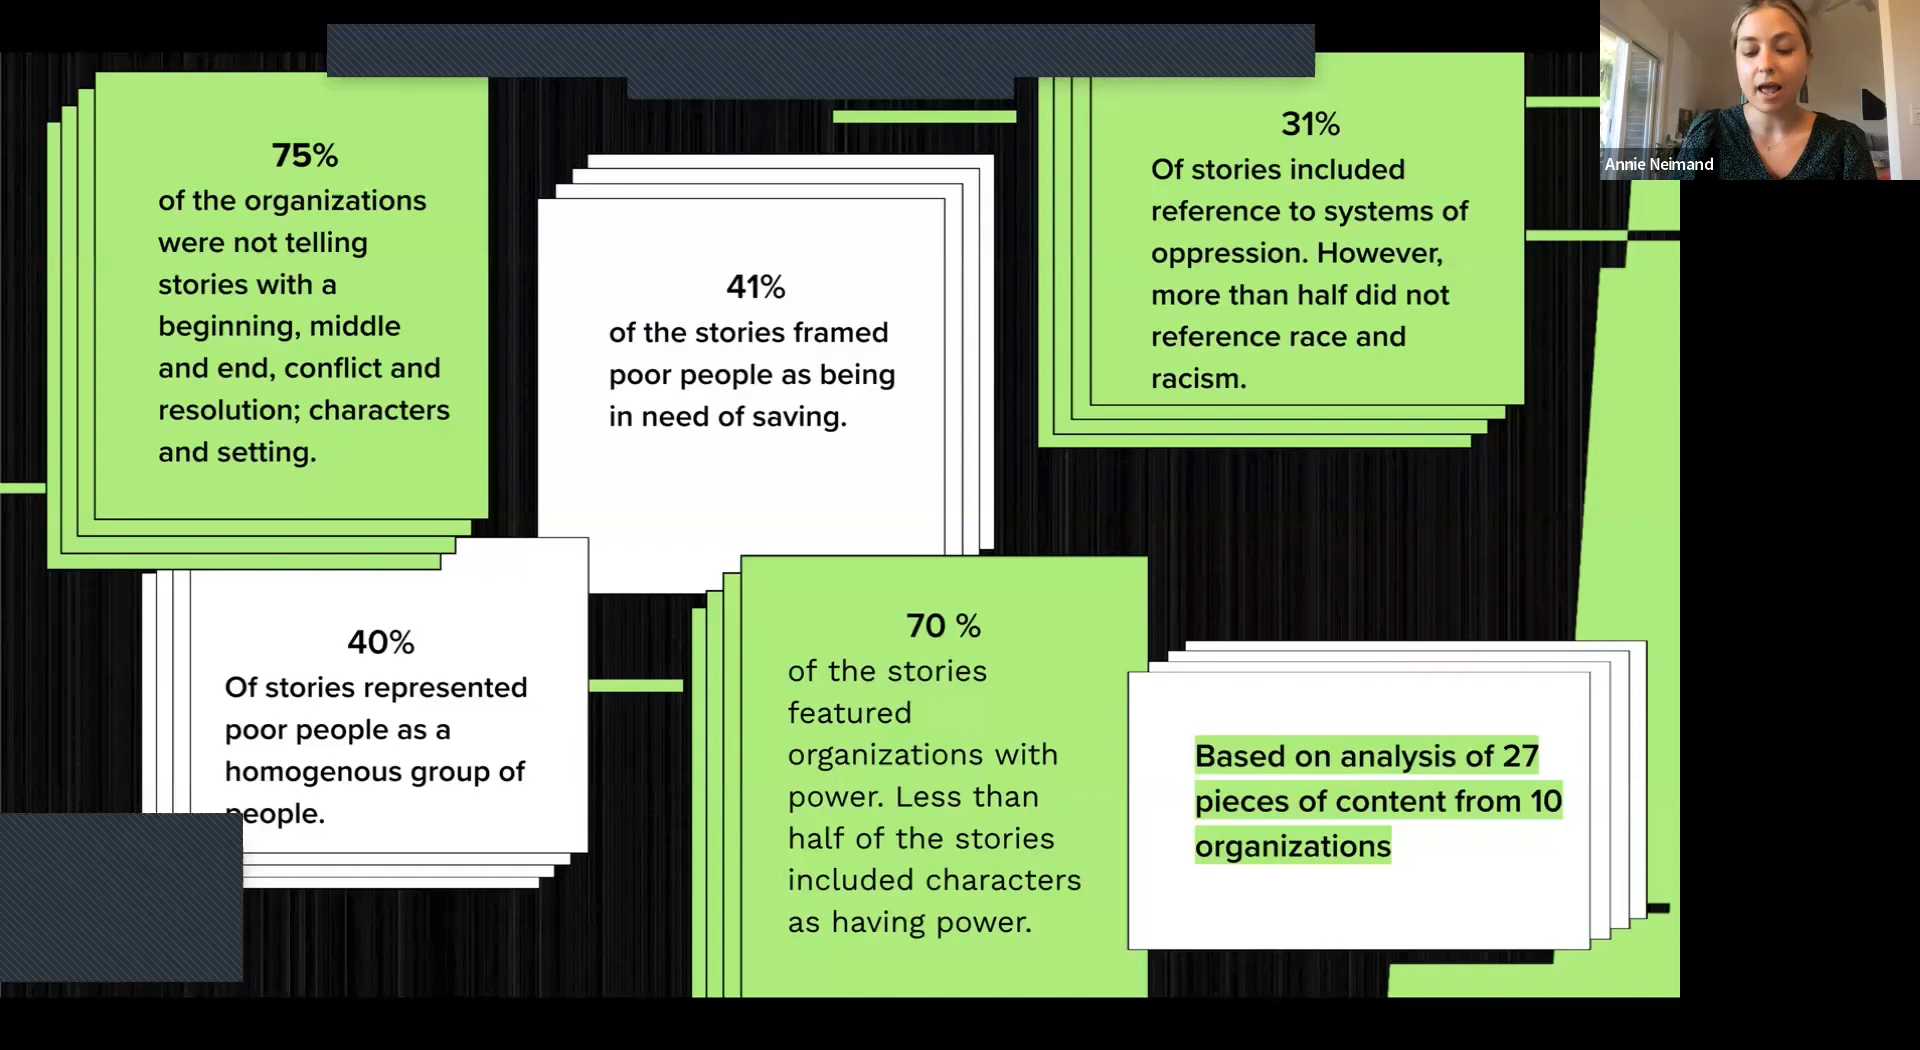 75%
of the organizations
were not telling
stories with a
beginning, middle
and end, conflict and
resolution; characters
and setting.
41%
of the stories framed
poor people as being
in need of saving.
31%
Of stories included
reference to systems of
oppression. However,
more than half did not
reference race and
racism.
Annie Neimand
40%
Of stories represented
poor people as a
homogenous group of
people.
70 %
of the stories
featured
organizations with
power. Less than
half of the stories
included characters
as having power.
Based on analysis of 27
pieces of content from 10
organizations